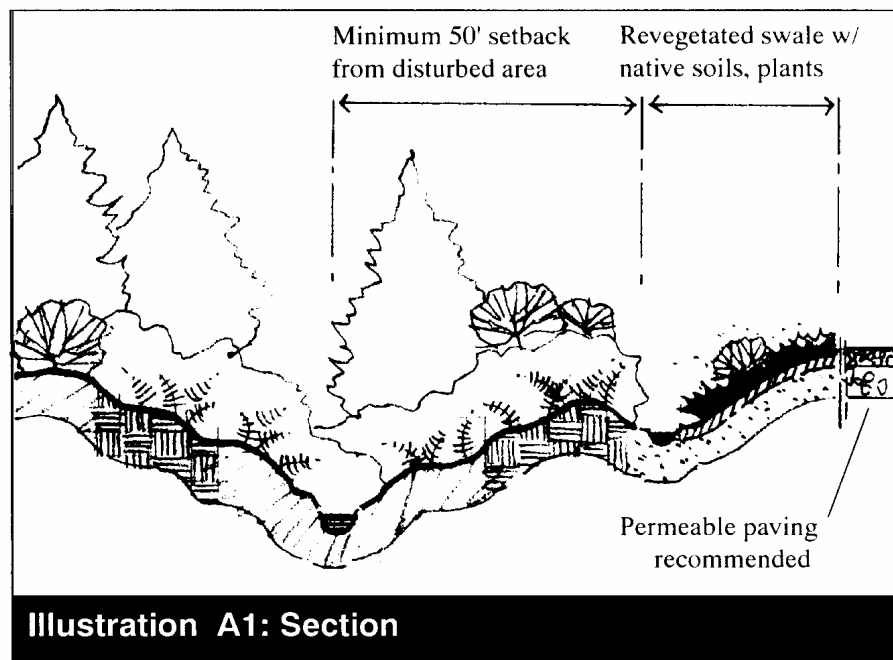 Minimum 50' setback
from disturbed area
Revegetated swale w/
native soils, plants
Permeable paving
recommended
Illustration A1: Section